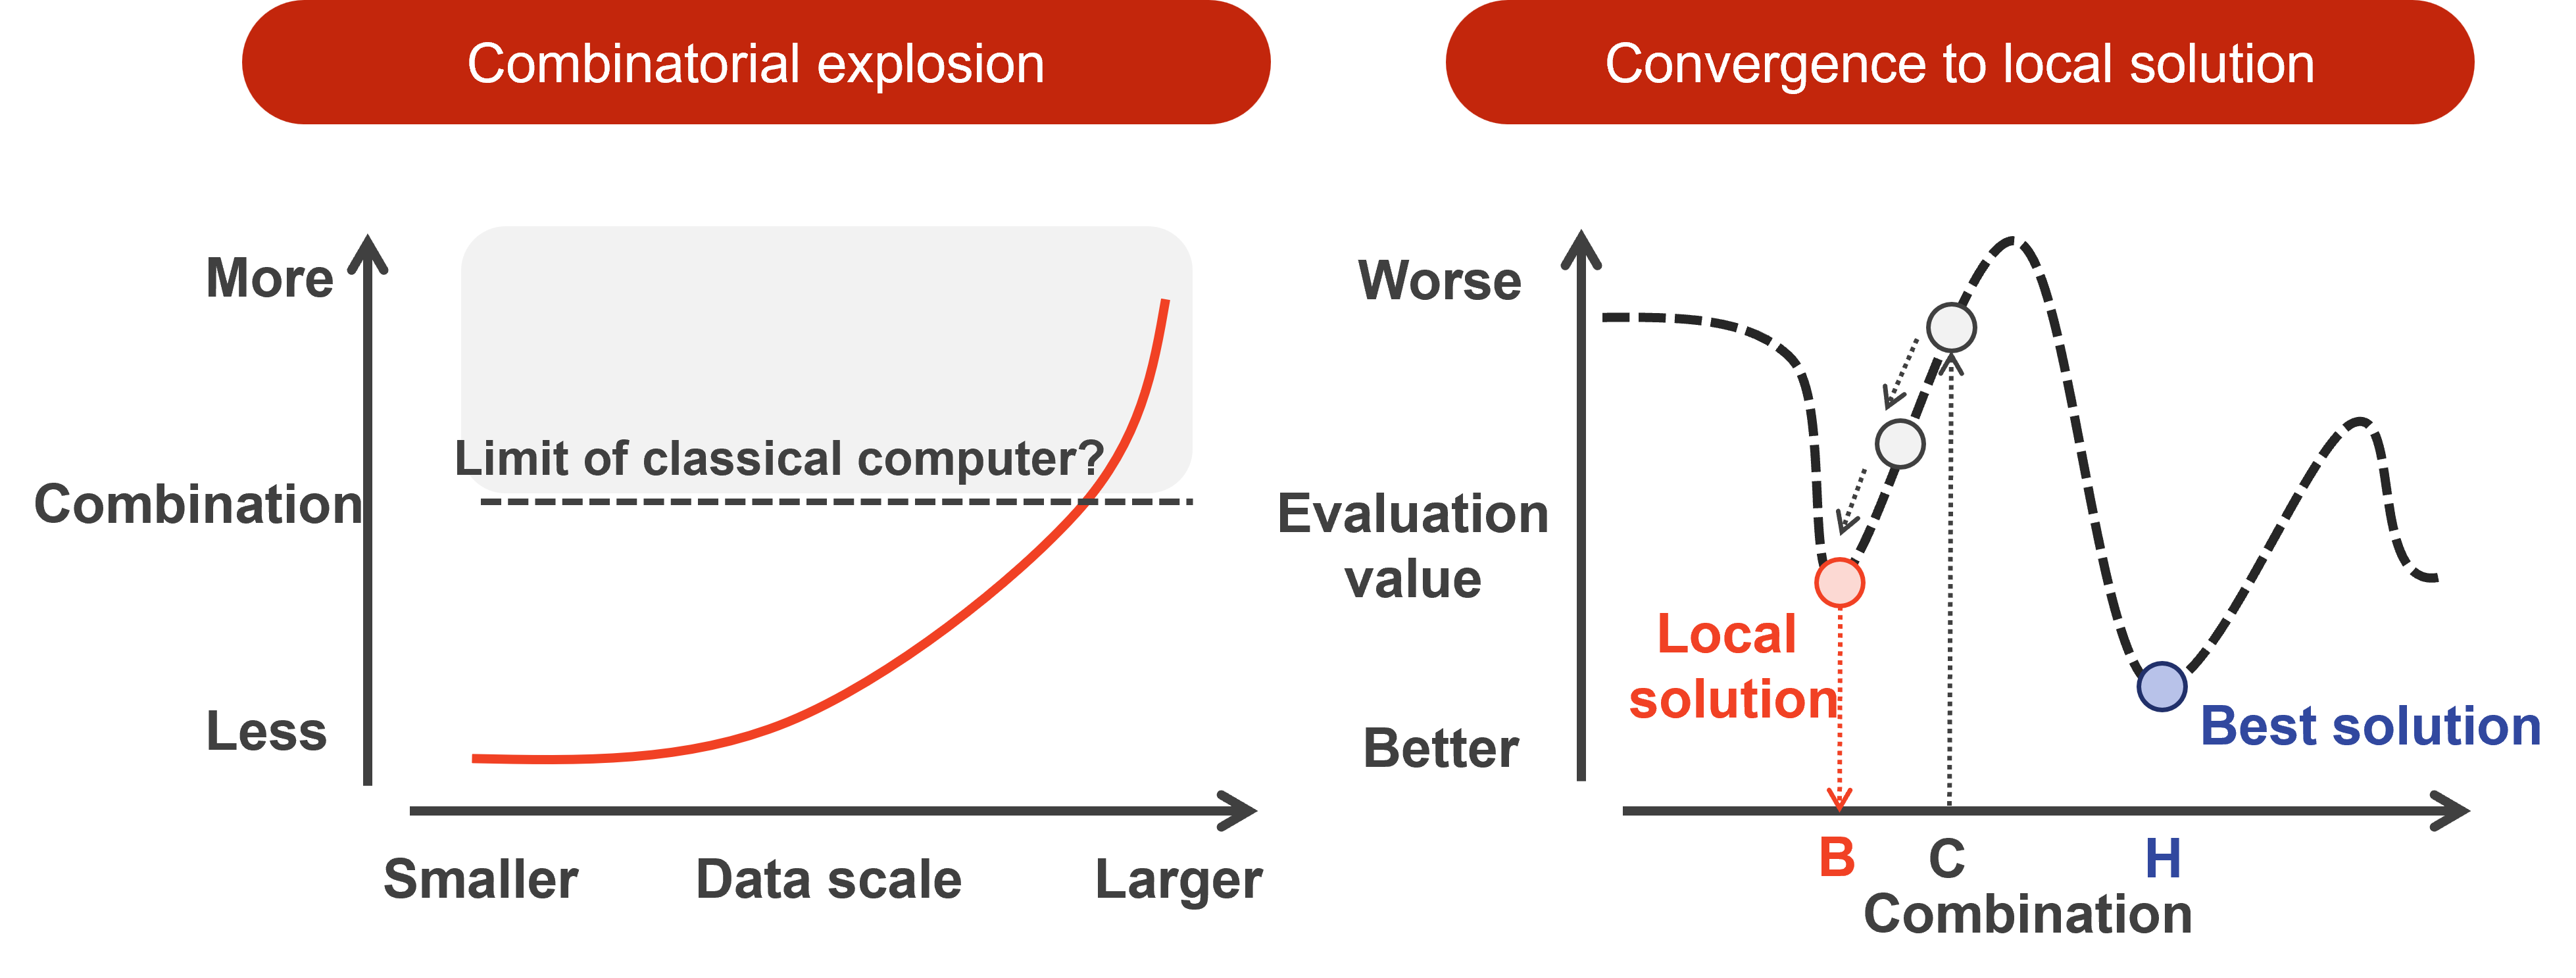 Combinatorial explosion
More
Limit of classical computer?
Combination
Less
Smaller
Data scale
Larger
Convergence to local solution
Worse
Evaluation
value
Local
solution
Better
Best solution
B
C
H
Combination